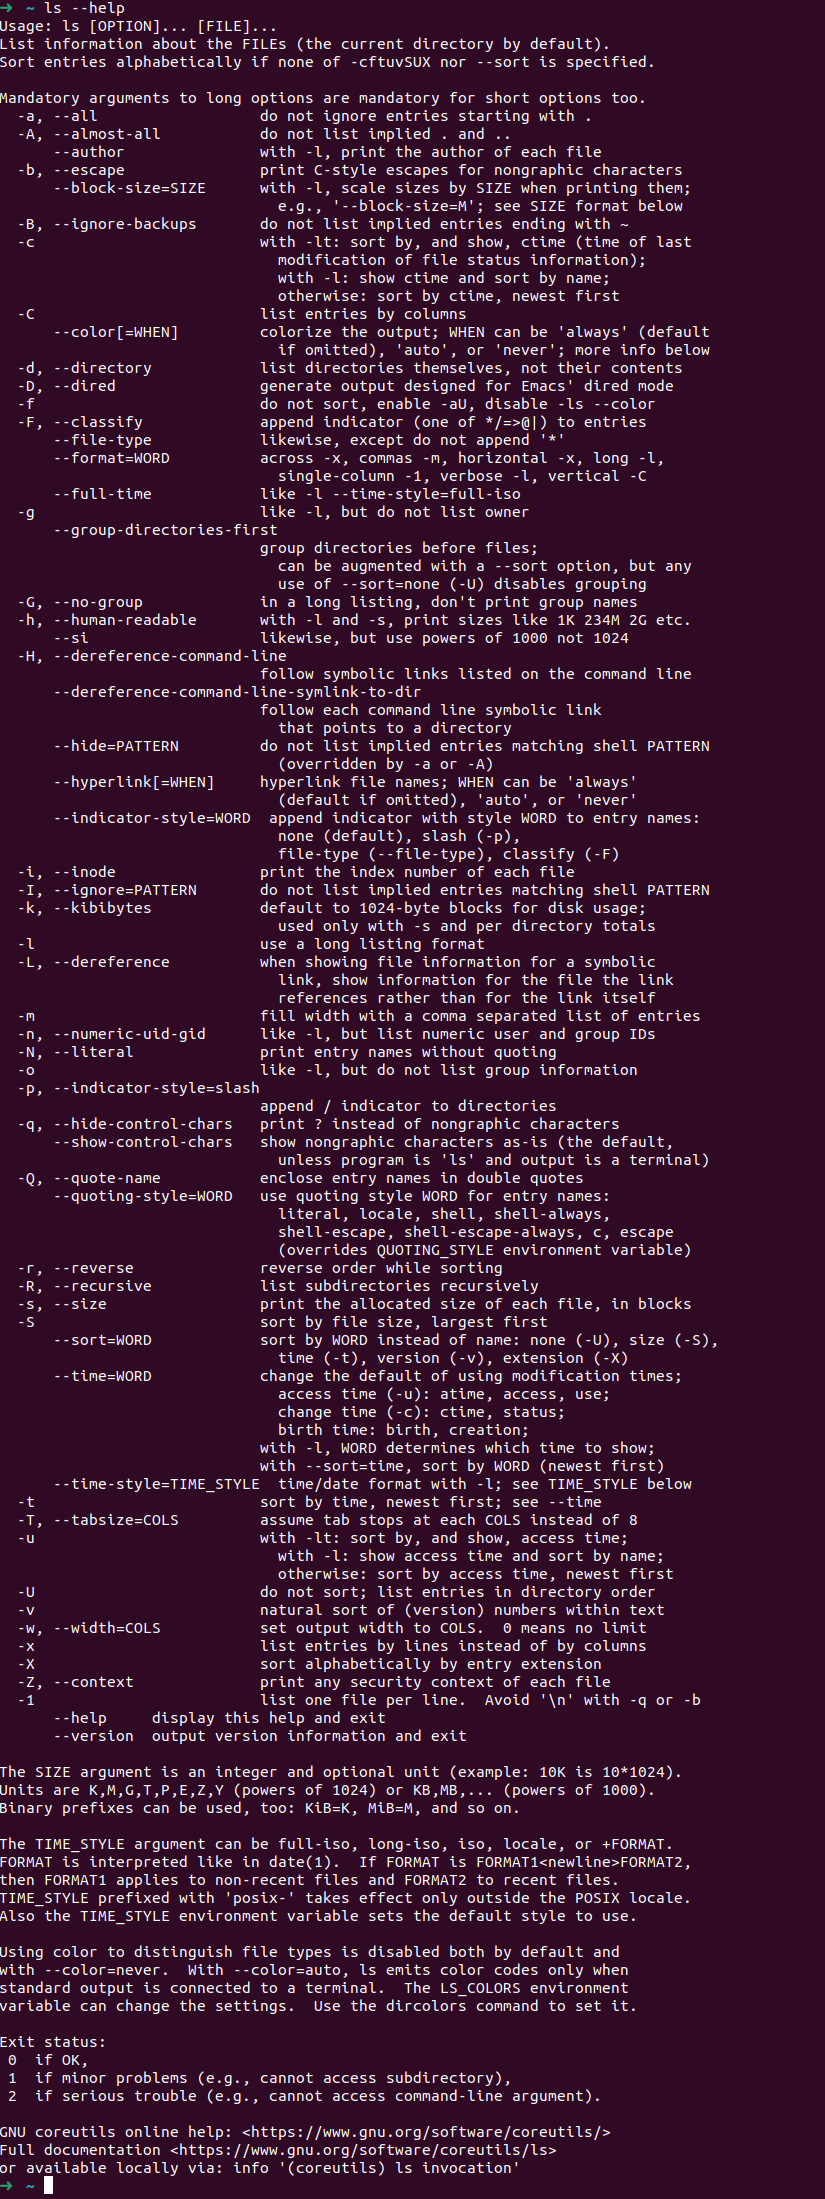 ➜  ~ ls --help
Usage: ls [OPTION]... [FILE]...
List information about the FILEs (the current directory by default).
Sort entries alphabetically if none of -cftuvSUX nor --sort is specified.

Mandatory arguments to long options are mandatory for short options too.
  -a, --all                  do not ignore entries starting with .
  -A, --almost-all           do not list implied . and ..
      --author               with -l, print the author of each file
  -b, --escape               print C-style escapes for nongraphic characters
      --block-size=SIZE      with -l, scale sizes by SIZE when printing them;
                               e.g., '--block-size=M'; see SIZE format below
  -B, --ignore-backups       do not list implied entries ending with ~
  -c                         with -lt: sort by, and show, ctime (time of last
                               modification of file status information);
                               with -l: show ctime and sort by name;
                               otherwise: sort by ctime, newest first
  -C                         list entries by columns
      --color[=WHEN]         colorize the output; WHEN can be 'always' (default
                               if omitted), 'auto', or 'never'; more info below
  -d, --directory            list directories themselves, not their contents
  -D, --dired                generate output designed for Emacs' dired mode
  -f                         do not sort, enable -aU, disable -ls --color
  -F, --classify             append indicator (one of */=>@|) to entries
      --file-type            likewise, except do not append '*'
      --format=WORD          across -x, commas -m, horizontal -x, long -l,
                               single-column -1, verbose -l, vertical -C
      --full-time            like -l --time-style=full-iso
  -g                         like -l, but do not list owner
      --group-directories-first
                             group directories before files;
                               can be augmented with a --sort option, but any
                               use of --sort=none (-U) disables grouping
  -G, --no-group             in a long listing, don't print group names
  -h, --human-readable       with -l and -s, print sizes like 1K 234M 2G etc.
      --si                   likewise, but use powers of 1000 not 1024
  -H, --dereference-command-line
                             follow symbolic links listed on the command line
      --dereference-command-line-symlink-to-dir
                             follow each command line symbolic link
                               that points to a directory
      --hide=PATTERN         do not list implied entries matching shell PATTERN
                               (overridden by -a or -A)
      --hyperlink[=WHEN]     hyperlink file names; WHEN can be 'always'
                               (default if omitted), 'auto', or 'never'
      --indicator-style=WORD  append indicator with style WORD to entry names:
                               none (default), slash (-p),
                               file-type (--file-type), classify (-F)
  -i, --inode                print the index number of each file
  -I, --ignore=PATTERN       do not list implied entries matching shell PATTERN
  -k, --kibibytes            default to 1024-byte blocks for disk usage;
                               used only with -s and per directory totals
  -l                         use a long listing format
  -L, --dereference          when showing file information for a symbolic
                               link, show information for the file the link
                               references rather than for the link itself
  -m                         fill width with a comma separated list of entries
  -n, --numeric-uid-gid      like -l, but list numeric user and group IDs
  -N, --literal              print entry names without quoting
  -o                         like -l, but do not list group information
  -p, --indicator-style=slash
                             append / indicator to directories
  -q, --hide-control-chars   print ? instead of nongraphic characters
      --show-control-chars   show nongraphic characters as-is (the default,
                               unless program is 'ls' and output is a terminal)
  -Q, --quote-name           enclose entry names in double quotes
      --quoting-style=WORD   use quoting style WORD for entry names:
                               literal, locale, shell, shell-always,
                               shell-escape, shell-escape-always, c, escape
                               (overrides QUOTING_STYLE environment variable)
  -r, --reverse              reverse order while sorting
  -R, --recursive            list subdirectories recursively
  -s, --size                 print the allocated size of each file, in blocks
  -S                         sort by file size, largest first
      --sort=WORD            sort by WORD instead of name: none (-U), size (-S),
                               time (-t), version (-v), extension (-X)
      --time=WORD            change the default of using modification times;
                               access time (-u): atime, access, use;
                               change time (-c): ctime, status;
                               birth time: birth, creation;
                             with -l, WORD determines which time to show;
                             with --sort=time, sort by WORD (newest first)
      --time-style=TIME_STYLE  time/date format with -l; see TIME_STYLE below
  -t                         sort by time, newest first; see --time
  -T, --tabsize=COLS         assume tab stops at each COLS instead of 8
  -u                         with -lt: sort by, and show, access time;
                               with -l: show access time and sort by name;
                               otherwise: sort by access time, newest first
  -U                         do not sort; list entries in directory order
  -v                         natural sort of (version) numbers within text
  -w, --width=COLS           set output width to COLS.  0 means no limit
  -x                         list entries by lines instead of by columns
  -X                         sort alphabetically by entry extension
  -Z, --context              print any security context of each file
  -1                         list one file per line.  Avoid '\n' with -q or -b
      --help     display this help and exit
      --version  output version information and exit

The SIZE argument is an integer and optional unit (example: 10K is 10*1024).
Units are K,M,G,T,P,E,Z,Y (powers of 1024) or KB,MB,... (powers of 1000).
Binary prefixes can be used, too: KiB=K, MiB=M, and so on.

The TIME_STYLE argument can be full-iso, long-iso, iso, locale, or +FORMAT.
FORMAT is interpreted like in date(1).  If FORMAT is FORMAT1<newline>FORMAT2,
then FORMAT1 applies to non-recent files and FORMAT2 to recent files.
TIME_STYLE prefixed with 'posix-' takes effect only outside the POSIX locale.
Also the TIME_STYLE environment variable sets the default style to use.

Using color to distinguish file types is disabled both by default and
with --color=never.  With --color=auto, ls emits color codes only when
standard output is connected to a terminal.  The LS_COLORS environment
variable can change the settings.  Use the dircolors command to set it.

Exit status:
 0  if OK,
 1  if minor problems (e.g., cannot access subdirectory),
 2  if serious trouble (e.g., cannot access command-line argument).

GNU coreutils online help: <https://www.gnu.org/software/coreutils/>
Full documentation <https://www.gnu.org/software/coreutils/ls>
or available locally via: info '(coreutils) ls invocation'
➜  ~